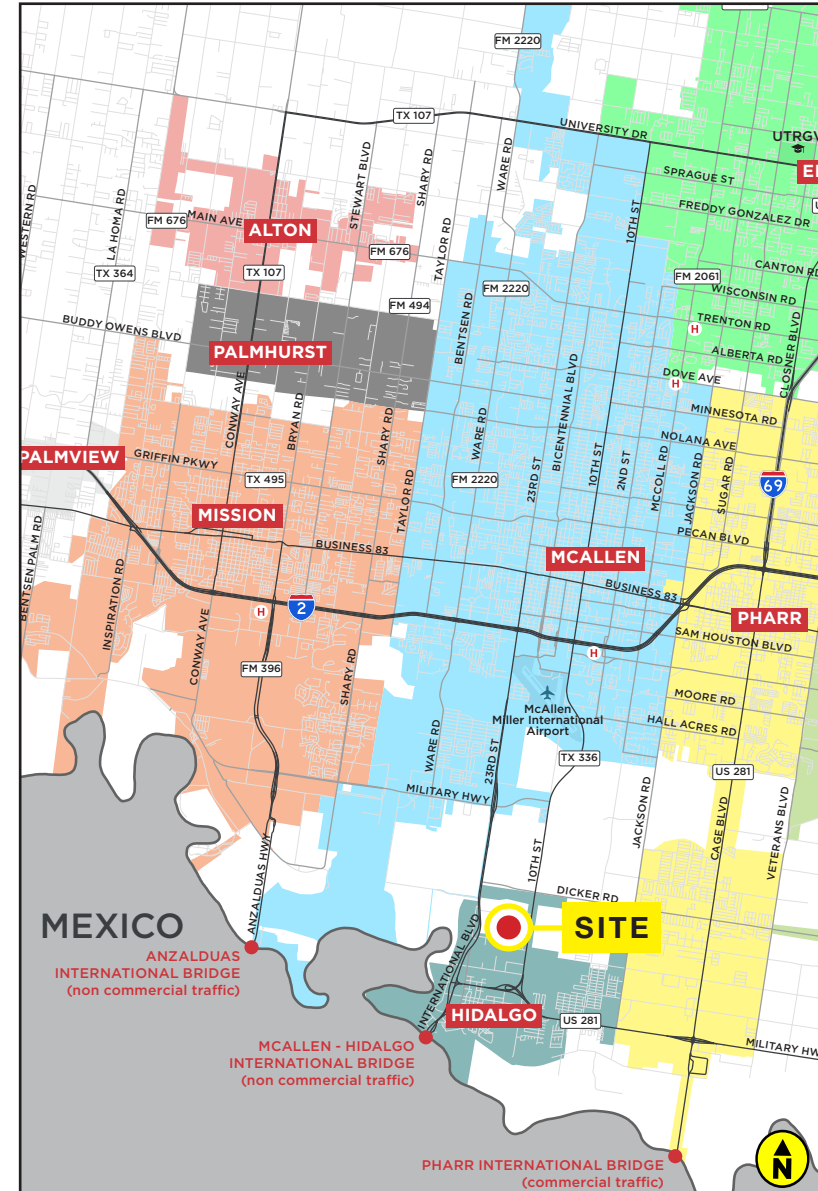 FM 2220
TX 107
UNIVERSITY DR
UTRGV
SPRAGUE ST
FREDDY GONZALEZ DR
WESTERN RD
LA HOMA RD
STEWART BLVD
SHARY RD
WARE RD
10TH ST
FM 676
MAIN AVE
ALTON
FM 676
TAYLOR RD
CANTON RD
TX 364
TX 107
FM 2220
FM 2061
WISCONSIN RD
FM 494
BENTSEN RD
TRENTON RD
H
CLOSNER BLVD
BUDDY OWENS BLVD
PALMHURST
ALBERTA RD
BICENTENNIAL BLVD
DOVE AVE
H
CONWAY AVE
BRYAN RD
SHARY RD
WARE RD
MINNESOTA RD
NOLANA AVE
PALMVIEW
GRIFFIN PKWY
TX 495
FM 2220
23RD ST
10TH ST
2ND ST
MCCOLL RD
JACKSON RD
SUGAR RD
69
TAYLOR RD
MISSION
PECAN BLVD
BUSINESS 83
MCALLEN
BENTSEN PALM RD
BUSINESS 83
INSPIRATION RD
H
2
PHARR
SAM HOUSTON BLVD
CONWAY AVE
FM 396
SHARY RD
H
MOORE RD
McAllen
Miller International
Airport
HALL ACRES RD
WARE RD
23RD ST
TX 336
US 281
MILITARY HWY
JACKSON RD
CAGE BLVD
VETERANS BLVD
10TH ST
DICKER RD
MEXICO
ANZALDUAS HWY
SITE
ANZALDUAS
INTERNATIONAL BRIDGE
(non commercial traffic)
INTERNATIONAL BLVD
HIDALGO
US 281
MCALLEN - HIDALGO
INTERNATIONAL BRIDGE
(non commercial traffic)
MILITARY HW
PHARR INTERNATIONAL BRIDGE
(commercial traffic)
N